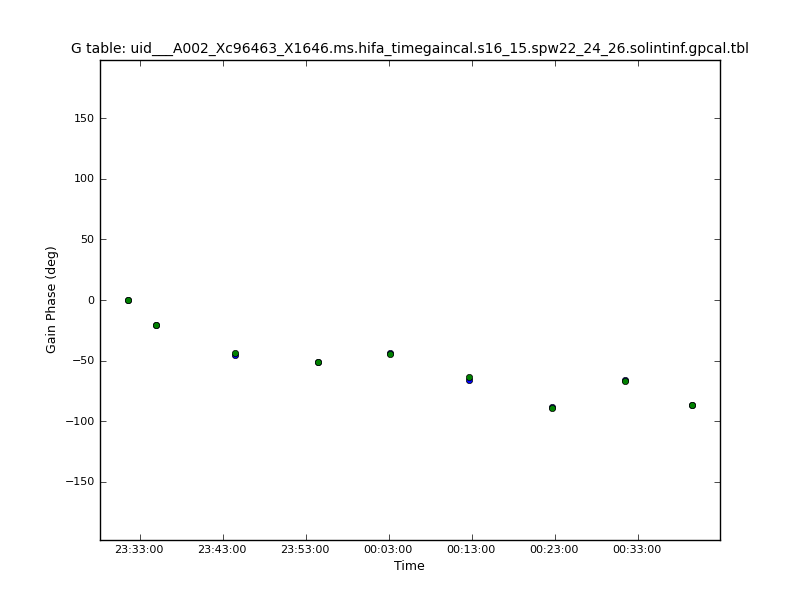 G table: uid___A002_Xc96463_X1646.ms.hifa_timegaincal.s16_15.spw22_24_26.solintinf.gpcal.tbl
150
100
50
0
−50
−100
−150
Gain Phase (deg)
23:33:00 23:43:00 23:53:00 00:03:00 00:13:00 00:23:00 00:33:00
Time